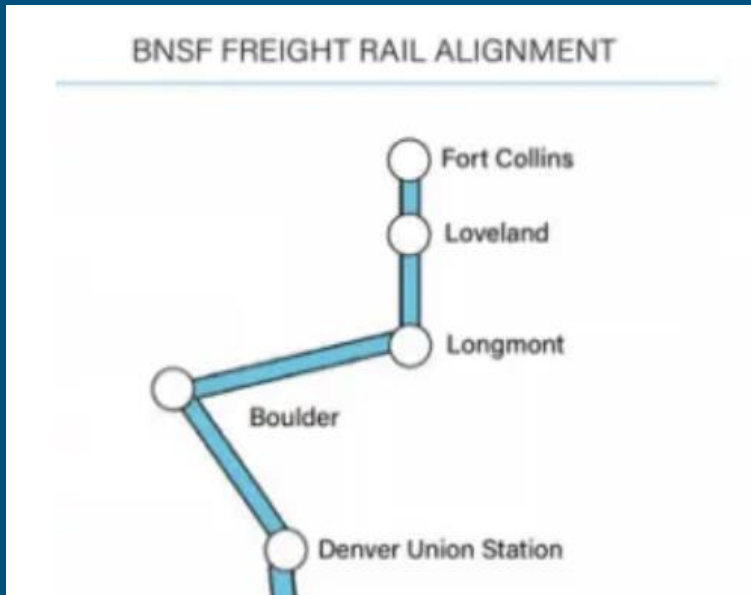 BNSF FREIGHT RAIL ALIGNMENT
Fort Collins
Loveland
Longmont
Boulder
Denver Union Station